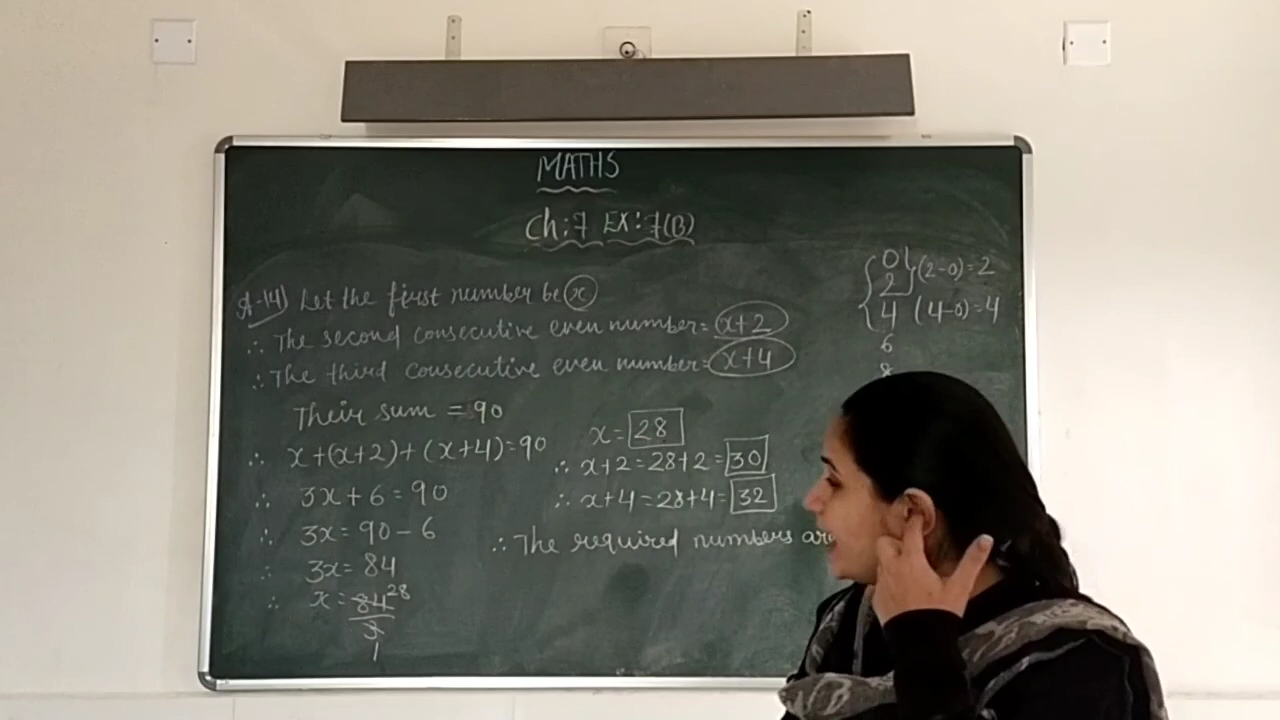 MATHS
Ch:7 EX:7(B)
A-14) Let the first number be x
∴ The second consecutive even number = x+2
∴ The third consecutive even number = x+4
Their sum = 90
∴ x+(x+2)+(x+4)=90
∴ 3x+6=90
∴ 3x=90-6
∴ 3x=84
∴ x=84 28
3
1
x=28
∴ x+2=28+2=30
∴ x+4=28+4=32
∴ The required numbers are
0
2 (2-0)=2
4 (4-0)=4
6
8